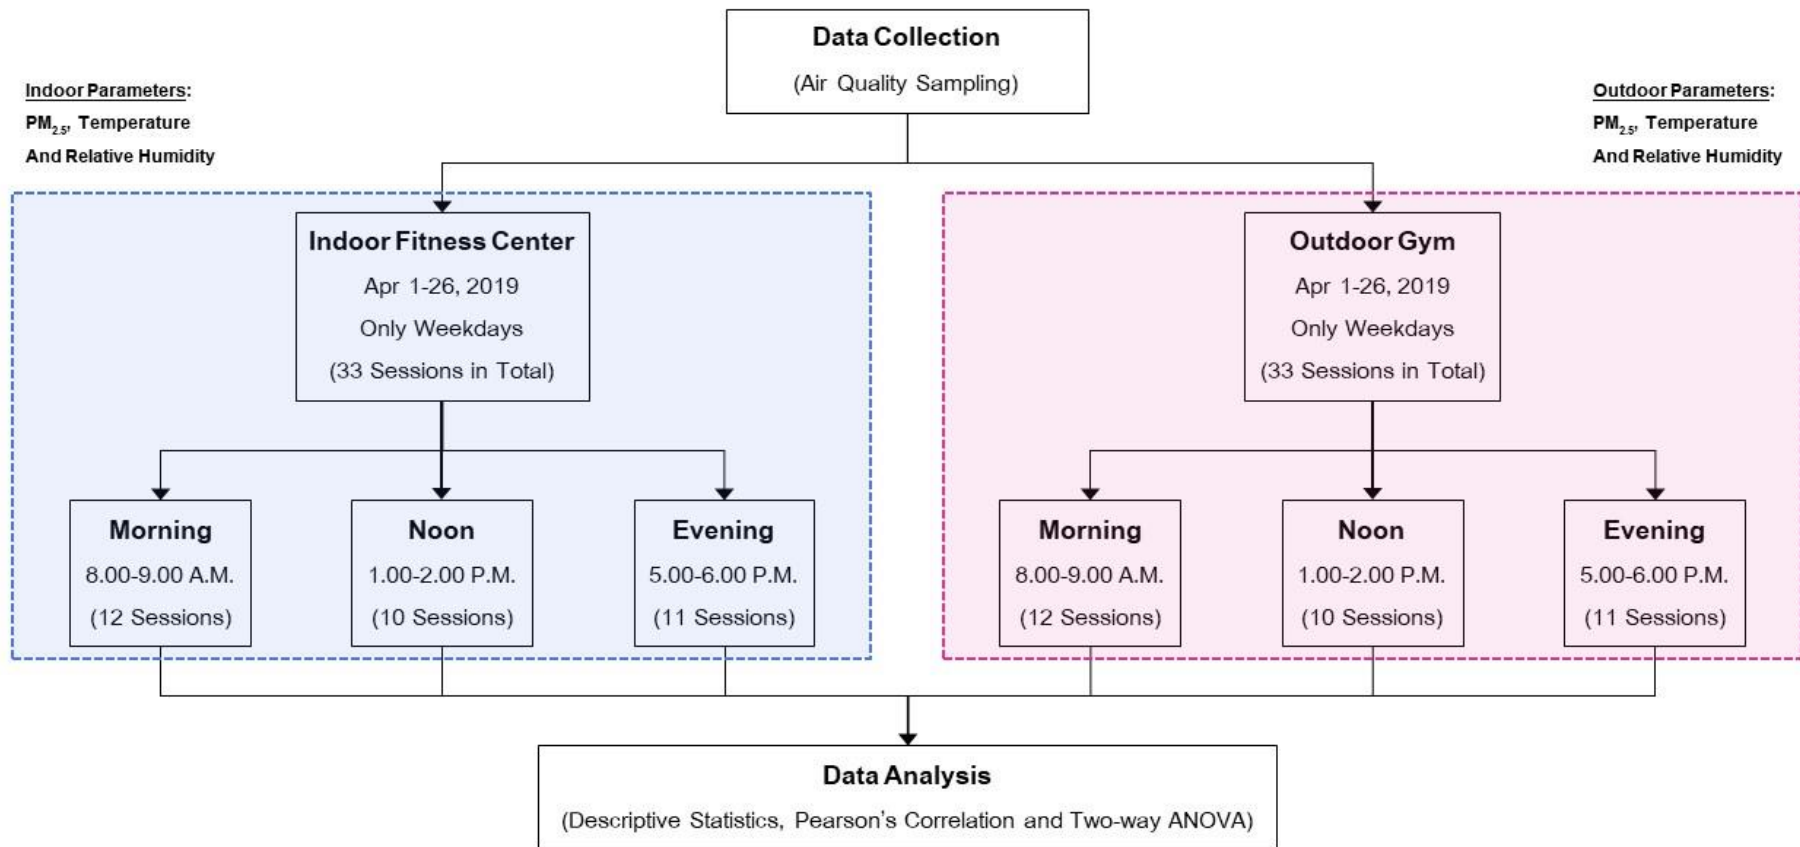 Data Collection
(Air Quality Sampling)
Indoor Parameters:
PM2.5, Temperature
And Relative Humidity
Outdoor Parameters:
PM2.5, Temperature
And Relative Humidity
Indoor Fitness Center
Apr 1-26, 2019
Only Weekdays
(33 Sessions in Total)
Outdoor Gym
Apr 1-26, 2019
Only Weekdays
(33 Sessions in Total)
Morning
8.00-9.00 A.M.
(12 Sessions)
Noon
1.00-2.00 P.M.
(10 Sessions)
Evening
5.00-6.00 P.M.
(11 Sessions)
Morning
8.00-9.00 A.M.
(12 Sessions)
Noon
1.00-2.00 P.M.
(10 Sessions)
Evening
5.00-6.00 P.M.
(11 Sessions)
Data Analysis
(Descriptive Statistics, Pearson's Correlation and Two-way ANOVA)